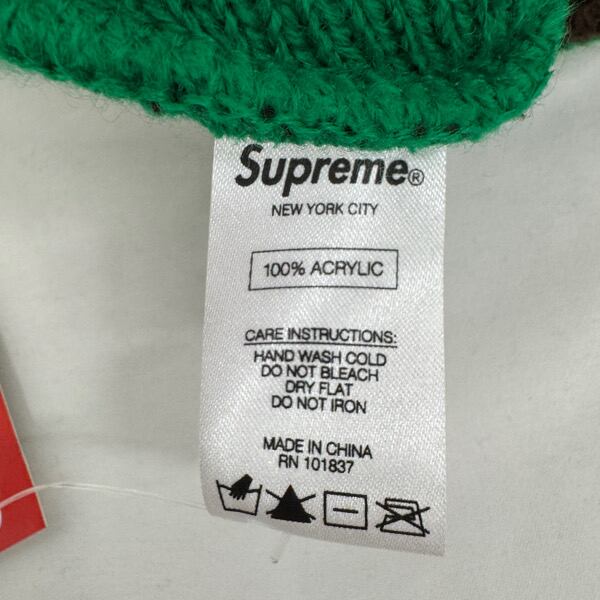 Supreme®
NEW YORK CITY
100% ACRYLIC
CARE INSTRUCTIONS:
HAND WASH COLD
DO NOT BLEACH
DRY FLAT
DO NOT IRON
MADE IN CHINA
RN 101837